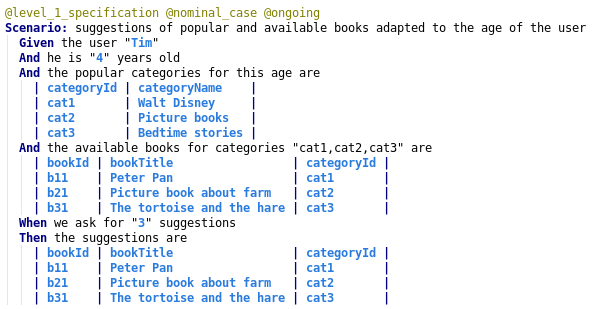 @level_1_specification @nominal_case @ongoing
Scenario: suggestions of popular and available books adapted to the age of the user
Given the user "Tim"
And he is "4" years old
And the popular categories for this age are
| categoryId | categoryName |
| cat1 | Walt Disney |
| cat2 | Picture books |
| cat3 | Bedtime stories |
And the available books for categories "cat1,cat2,cat3" are
| bookId | bookTitle | categoryId |
| b11 | Peter Pan | cat1 |
| b21 | Picture book about farm | cat2 |
| b31 | The tortoise and the hare | cat3 |
When we ask for "3" suggestions
Then the suggestions are
| bookId | bookTitle | categoryId |
| b11 | Peter Pan | cat1 |
| b21 | Picture book about farm | cat2 |
| b31 | The tortoise and the hare | cat3 |